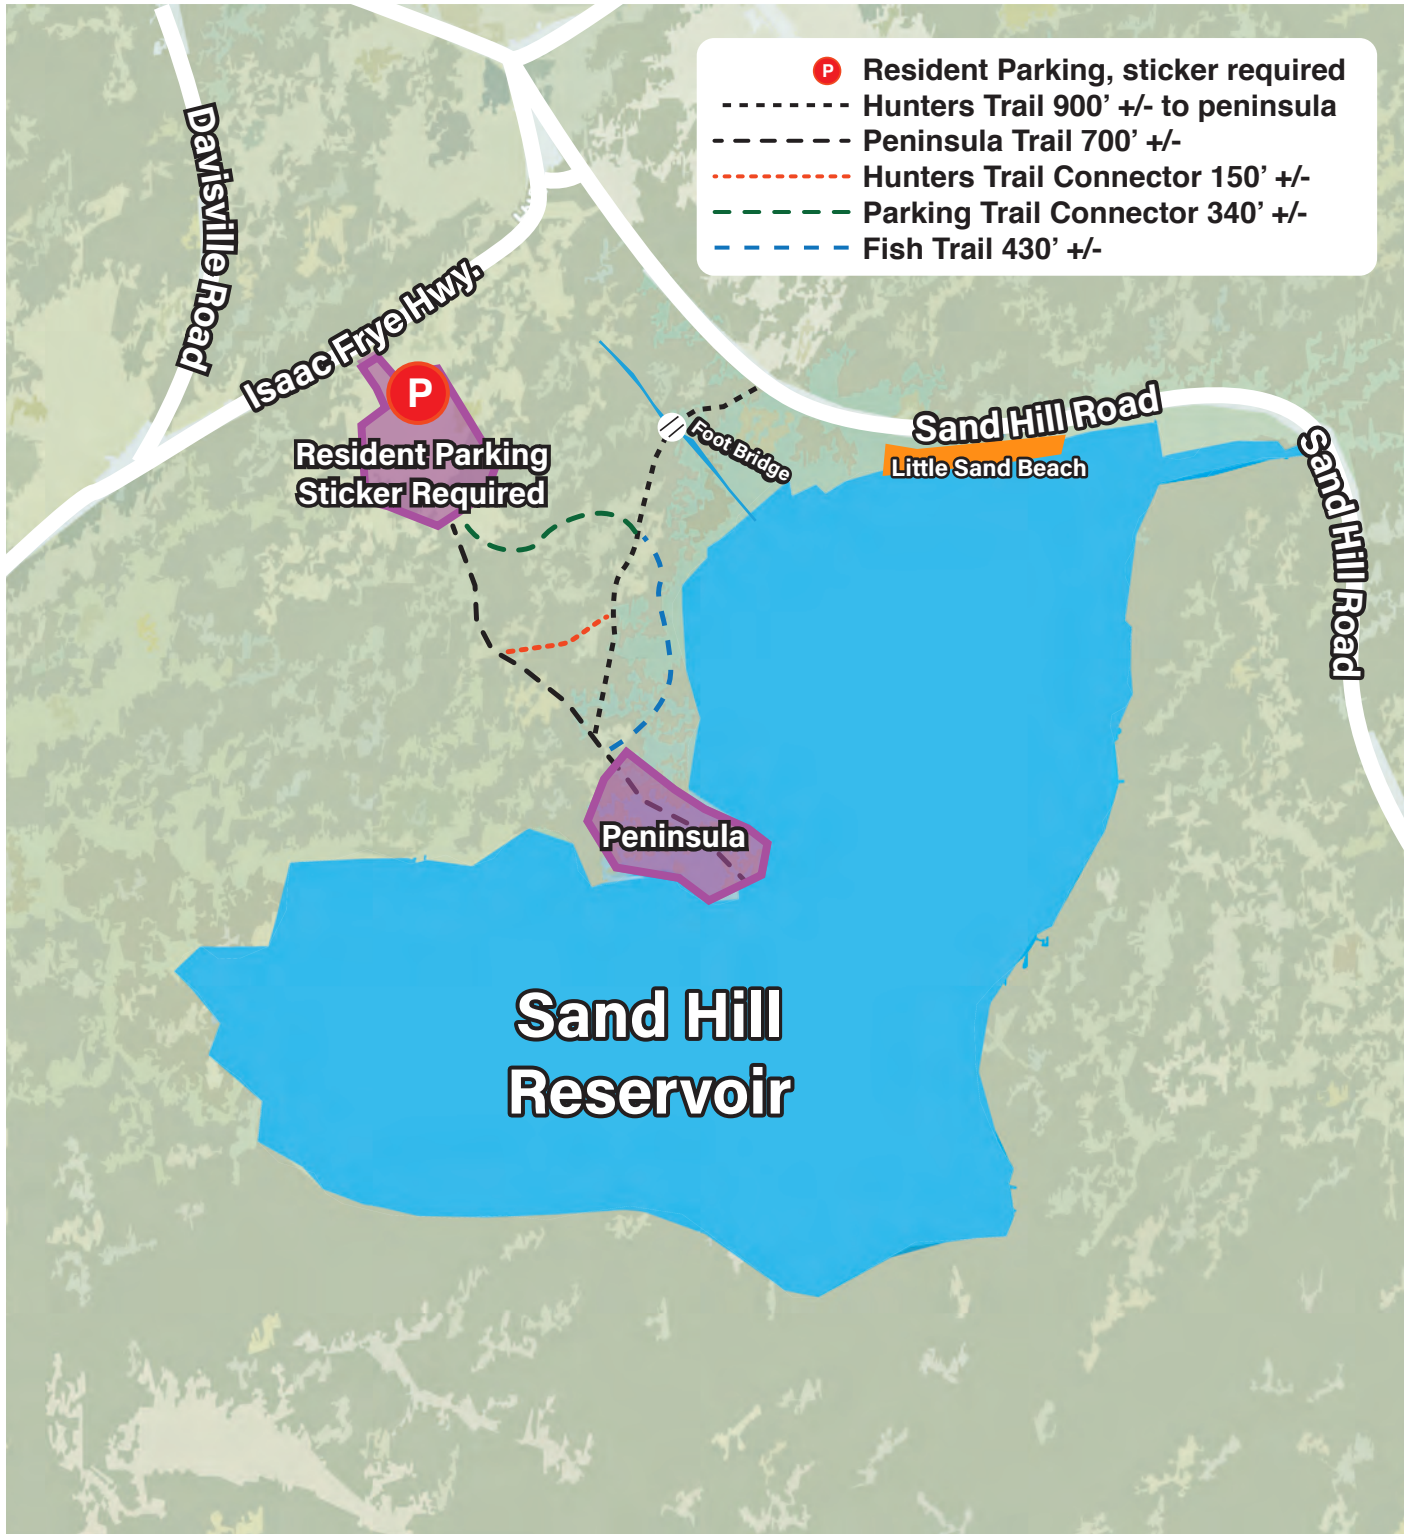 P Resident Parking, sticker required
Hunters Trail 900’ +/- to peninsula
Peninsula Trail 700’ +/-
Hunters Trail Connector 150’ +/-
Parking Trail Connector 340’ +/-
Fish Trail 430’ +/-
Davisville Road
Isaac Frye Hwy.
P
Resident Parking
Sticker Required
Foot Bridge
Sand Hill Road
Little Sand Beach
Sand Hill Road
Peninsula
Sand Hill
Reservoir